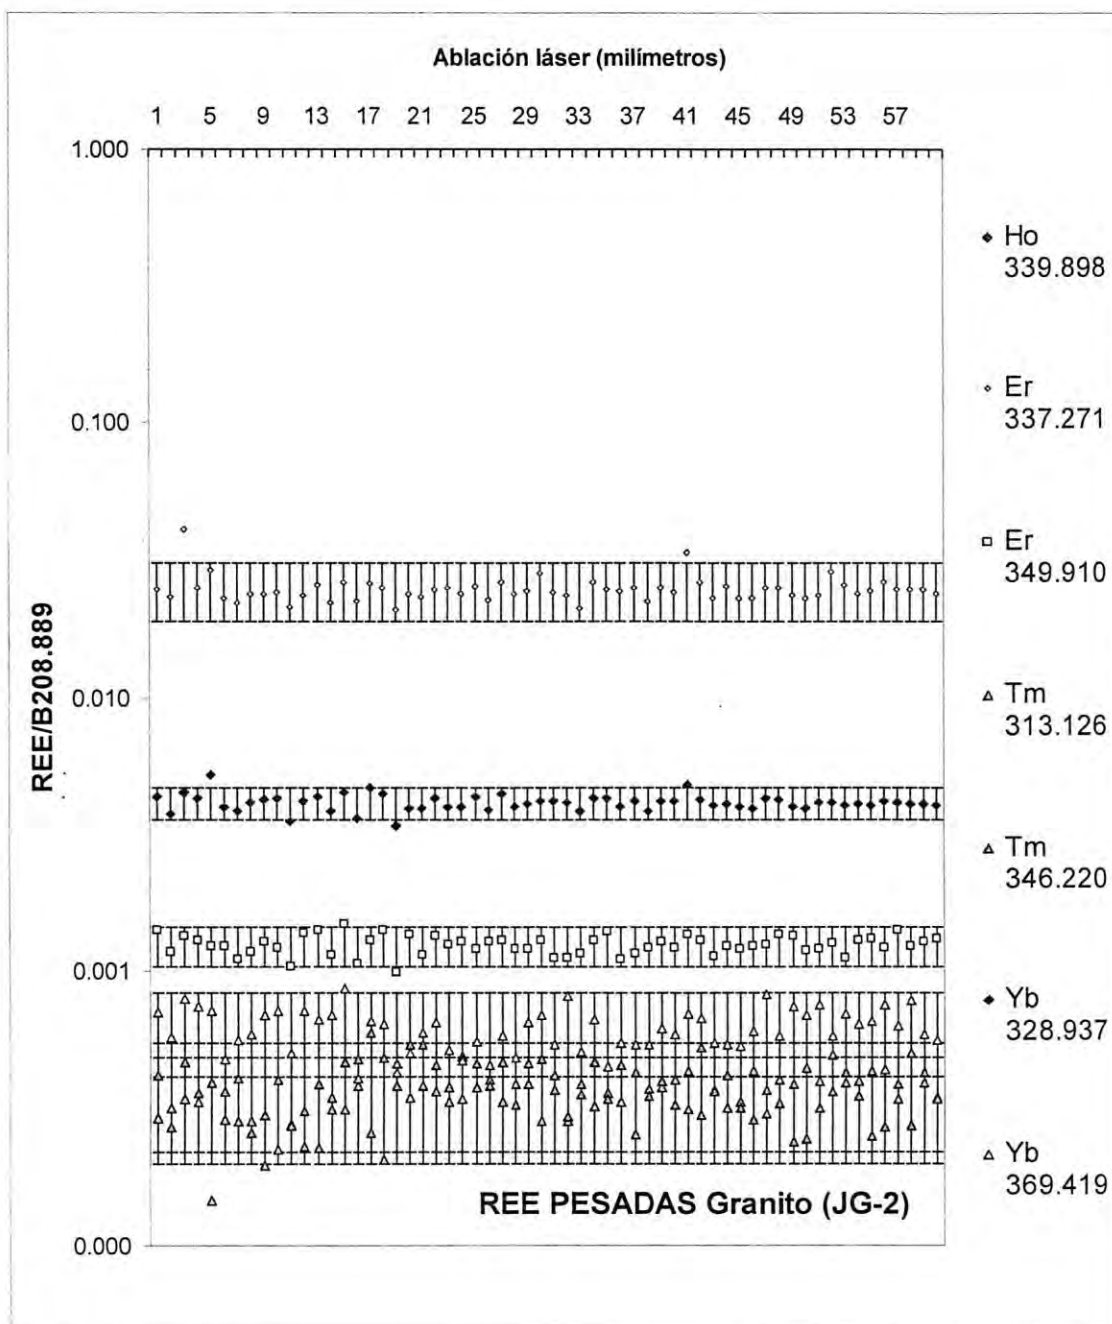 Ablación láser (milímetros)
1 5 9 13 17 21 25 29 33 37 41 45 49 53 57
1.000
0.100
0.010
0.001
0.000
REE/B208.889
Ho
339.898
Er
337.271
Er
349.910
Tm
313.126
Tm
346.220
Yb
328.937
Yb
369.419
REE PESADAS Granito (JG-2)